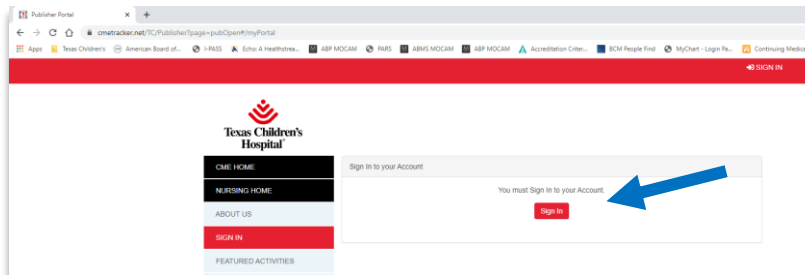 Publisher Portal
cmetracker.net/TC/Publisher?page=pubOpen#/myPortal
Apps Texas Children's American Board of... I-PASS Echo: A Healthstrea... ABP MOCAM PARS ABMS MOCAM ABP MOCAM Accreditation Criter... BCM People Find MyChart - Login Pa... Continuing Medica
SIGN IN
Texas Children's
Hospital
CME HOME
Sign In to your Account
NURSING HOME
You must Sign In to your Account.
ABOUT US
Sign In
SIGN IN
FEATURED ACTIVITIES